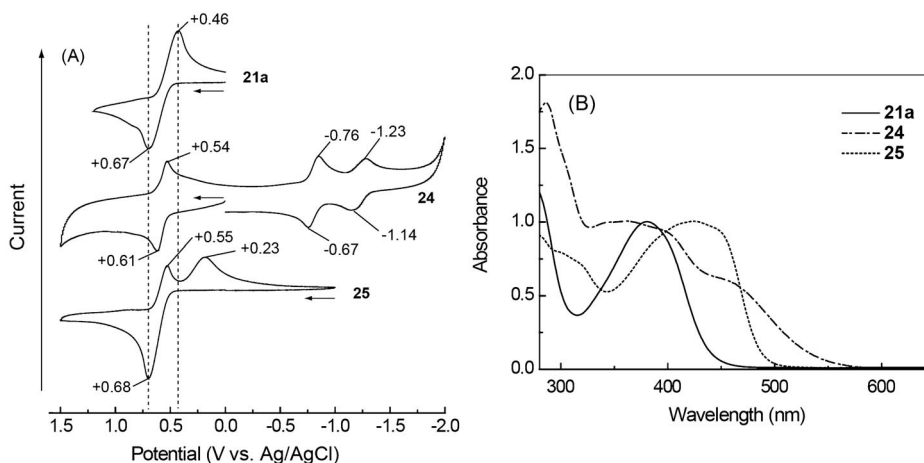 (A)
+0.46
21a
+0.67
+0.54
-0.76
-1.23
24
+0.61
-0.67
-1.14
+0.55
+0.23
25
+0.68
Current
1.5 1.0 0.5 0.0 -0.5 -1.0 -1.5 -2.0
Potential (V vs. Ag/AgCl)
(B)
21a
24
25
2.0
1.5
1.0
0.5
0.0
Absorbance
300 400 500 600
Wavelength (nm)